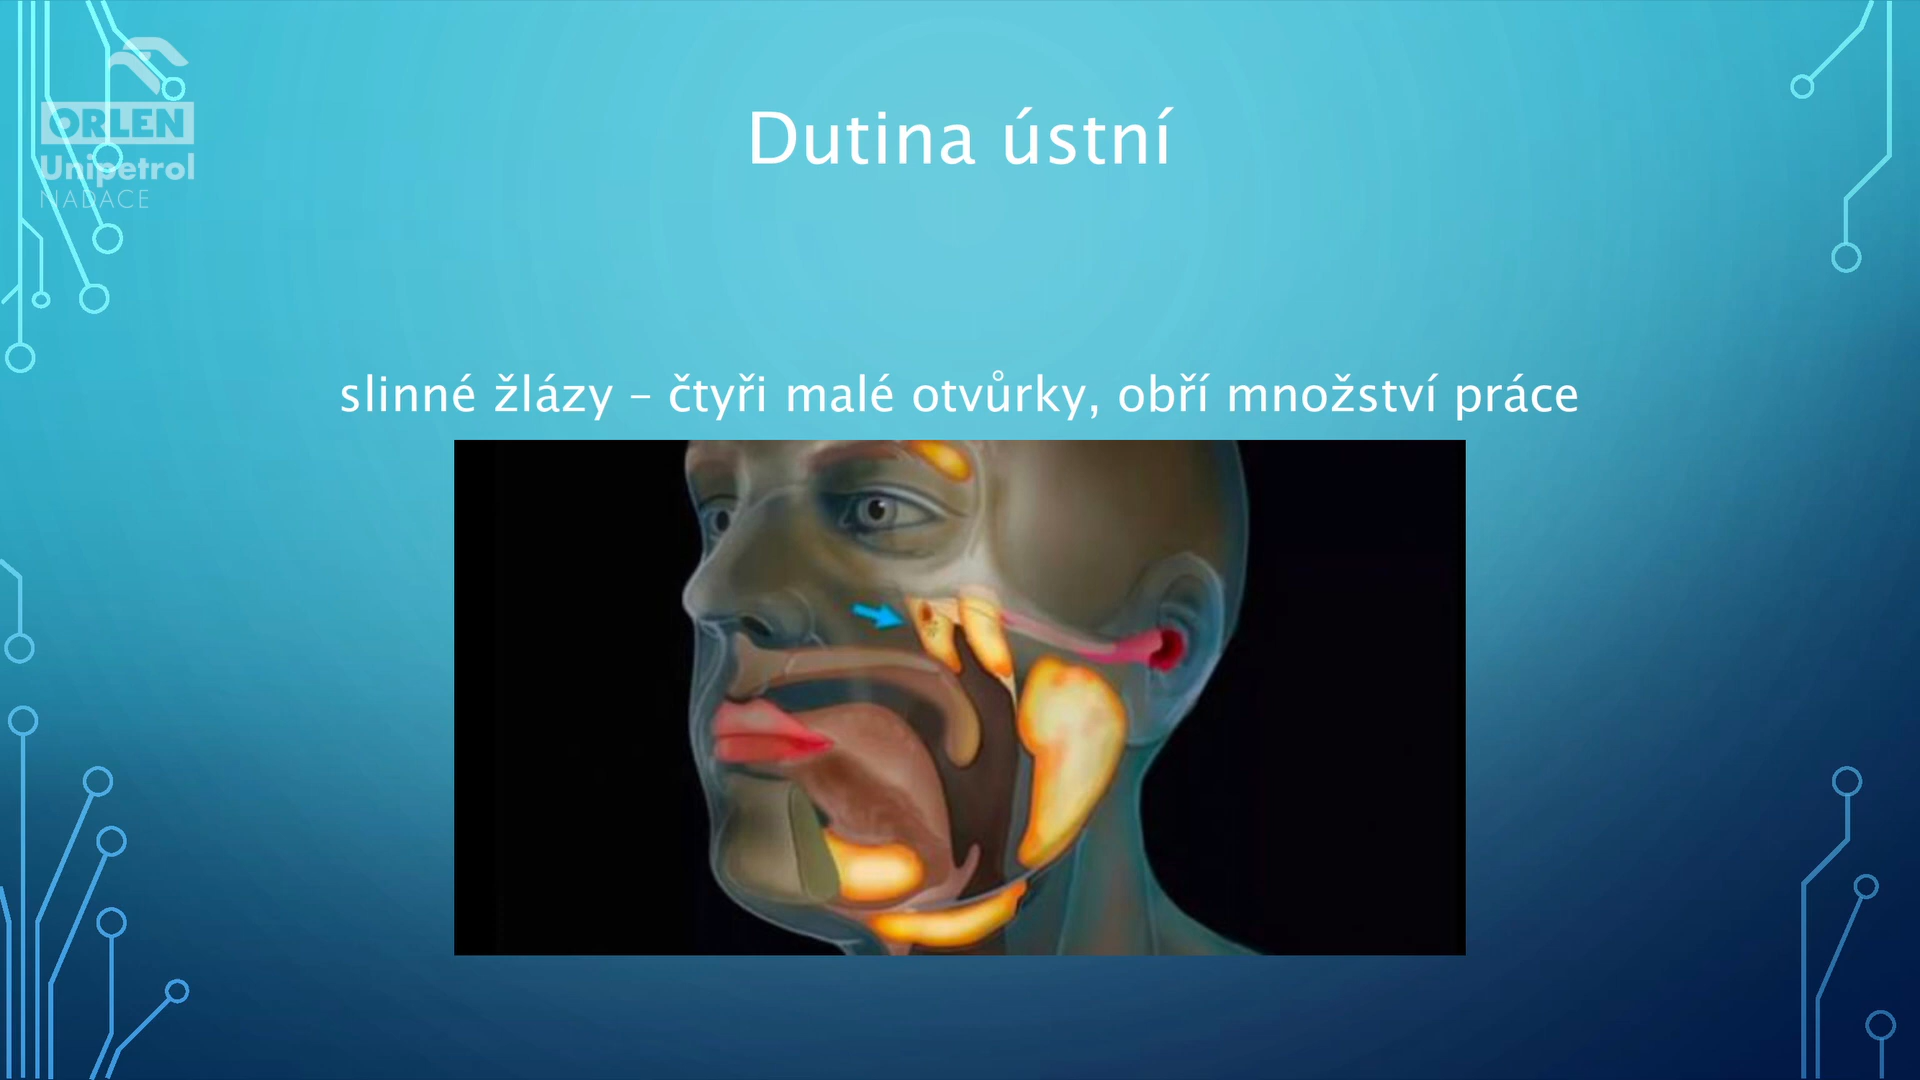 ORLEN
Unipetrol
NADACE
Dutina ústní
slinné žlázy – čtyři malé otvůrky, obří množství práce